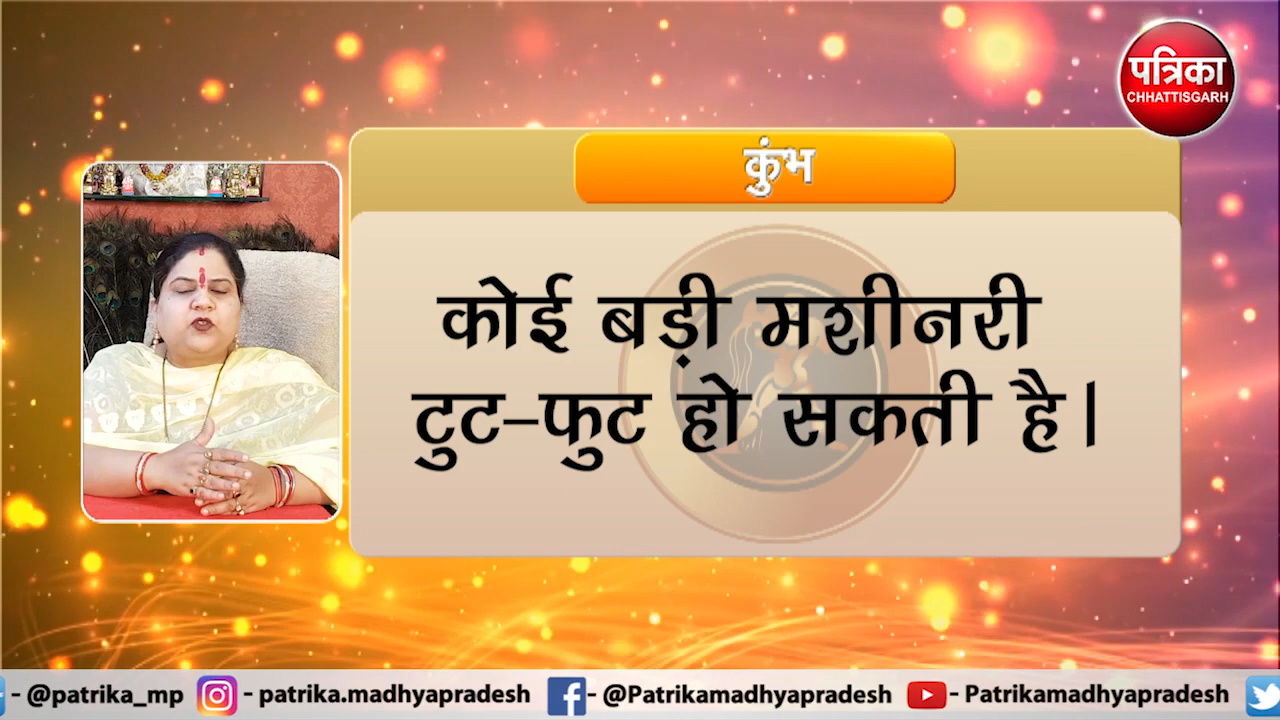 पत्रिका
CHHATTISGARH
कुंभ
कोई बड़ी मशीनरी
टुट-फुट हो सकती है।
- @patrika_mp - patrika.madhyapradesh - @Patrikamadhyapradesh - Patrikamadhyapradesh